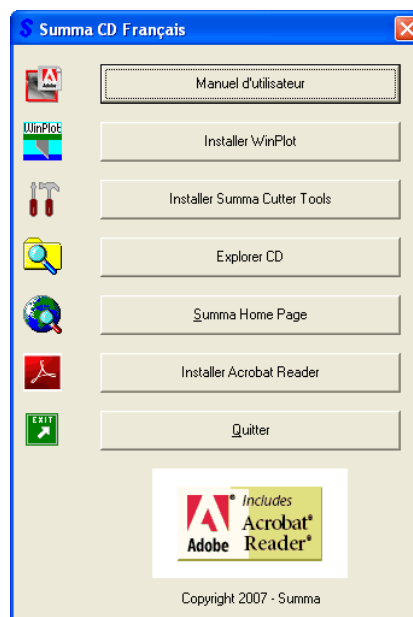 Summa CD Français
Adobe
Manuel d'utilisateur
WinPlot
Installer WinPlot
Installer Summa Cutter Tools
Explorer CD
Summa Home Page
Installer Acrobat Reader
EXIT
Quitter
Includes
Acrobat®
Reader®
Adobe
Copyright 2007 - Summa